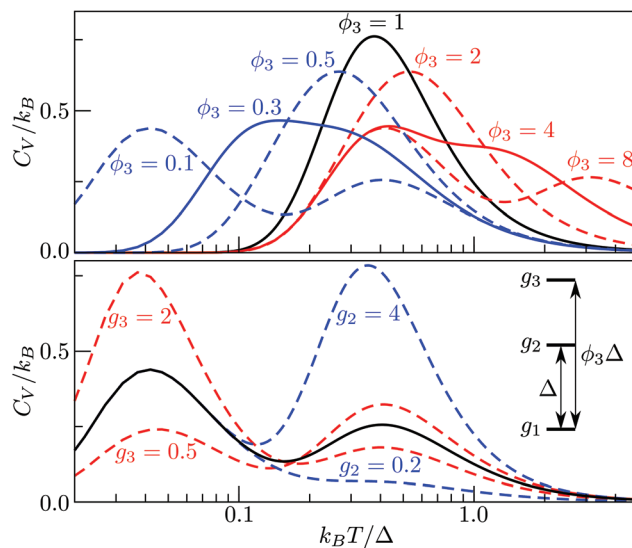 C_V/k_B
0.5
0.0
ϕ_3 = 1
ϕ_3 = 0.5
ϕ_3 = 2
ϕ_3 = 0.3
ϕ_3 = 4
ϕ_3 = 0.1
ϕ_3 = 8
C_V/k_B
0.5
0.0
g_3 = 2
g_2 = 4
g_3
g_2
ϕ_3Δ
Δ
g_1
g_3 = 0.5
g_2 = 0.2
0.1
1.0
k_BT/Δ